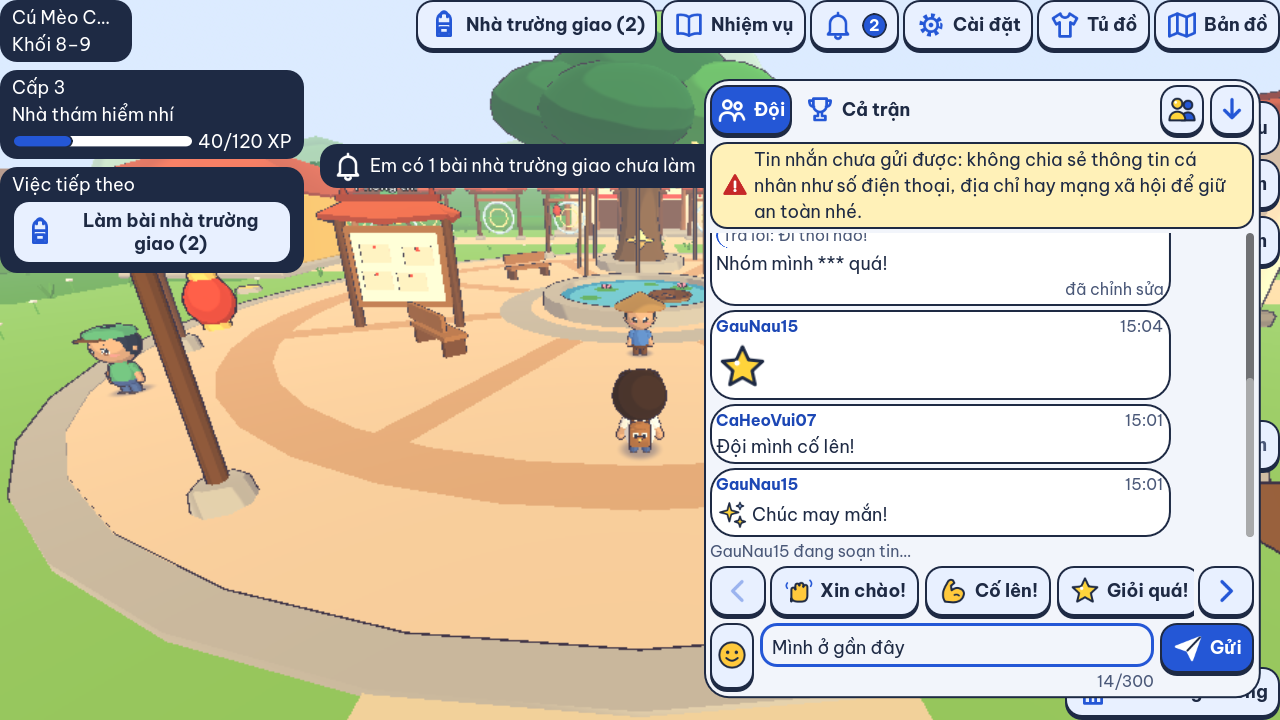 Cú Mèo C...
Khối 8–9
Nhà trường giao (2)
Nhiệm vụ
2
Cài đặt
Tủ đồ
Bản đồ
Cấp 3
Nhà thám hiểm nhí
40/120 XP
Việc tiếp theo
Làm bài nhà trường
giao (2)
Em có 1 bài nhà trường giao chưa làm
Đội
Cả trận
Tin nhắn chưa gửi được: không chia sẻ thông tin cá
nhân như số điện thoại, địa chỉ hay mạng xã hội để giữ
an toàn nhé.
Trả lời: Đi thôi nào!
Nhóm mình *** quá!
đã chỉnh sửa
GauNau15 15:04
CaHeoVui07 15:01
Đội mình cố lên!
GauNau15 15:01
Chúc may mắn!
GauNau15 đang soạn tin...
Xin chào!
Cố lên!
Giỏi quá!
Mình ở gần đây
Gửi
14/300